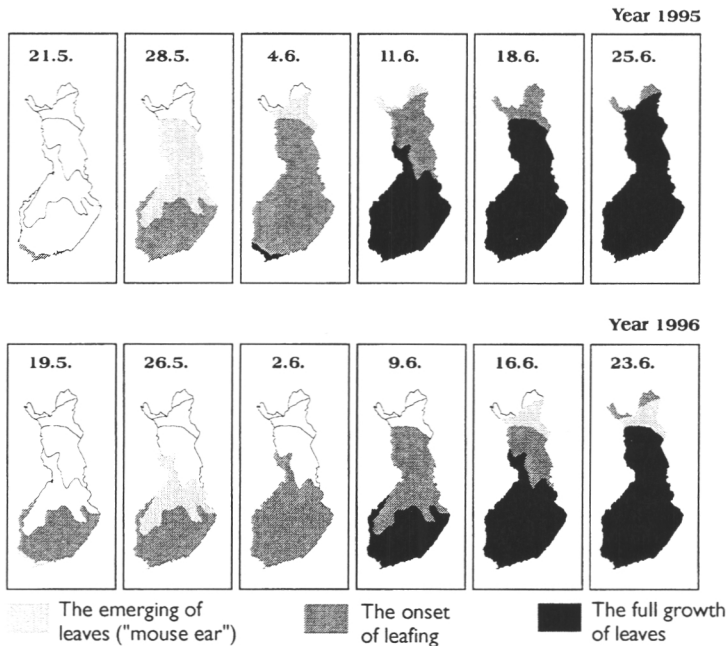 Year 1995
21.5. 28.5. 4.6. 11.6. 18.6. 25.6.
Year 1996
19.5. 26.5. 2.6. 9.6. 16.6. 23.6.
The emerging of
leaves ("mouse ear")
The onset
of leafing
The full growth
of leaves